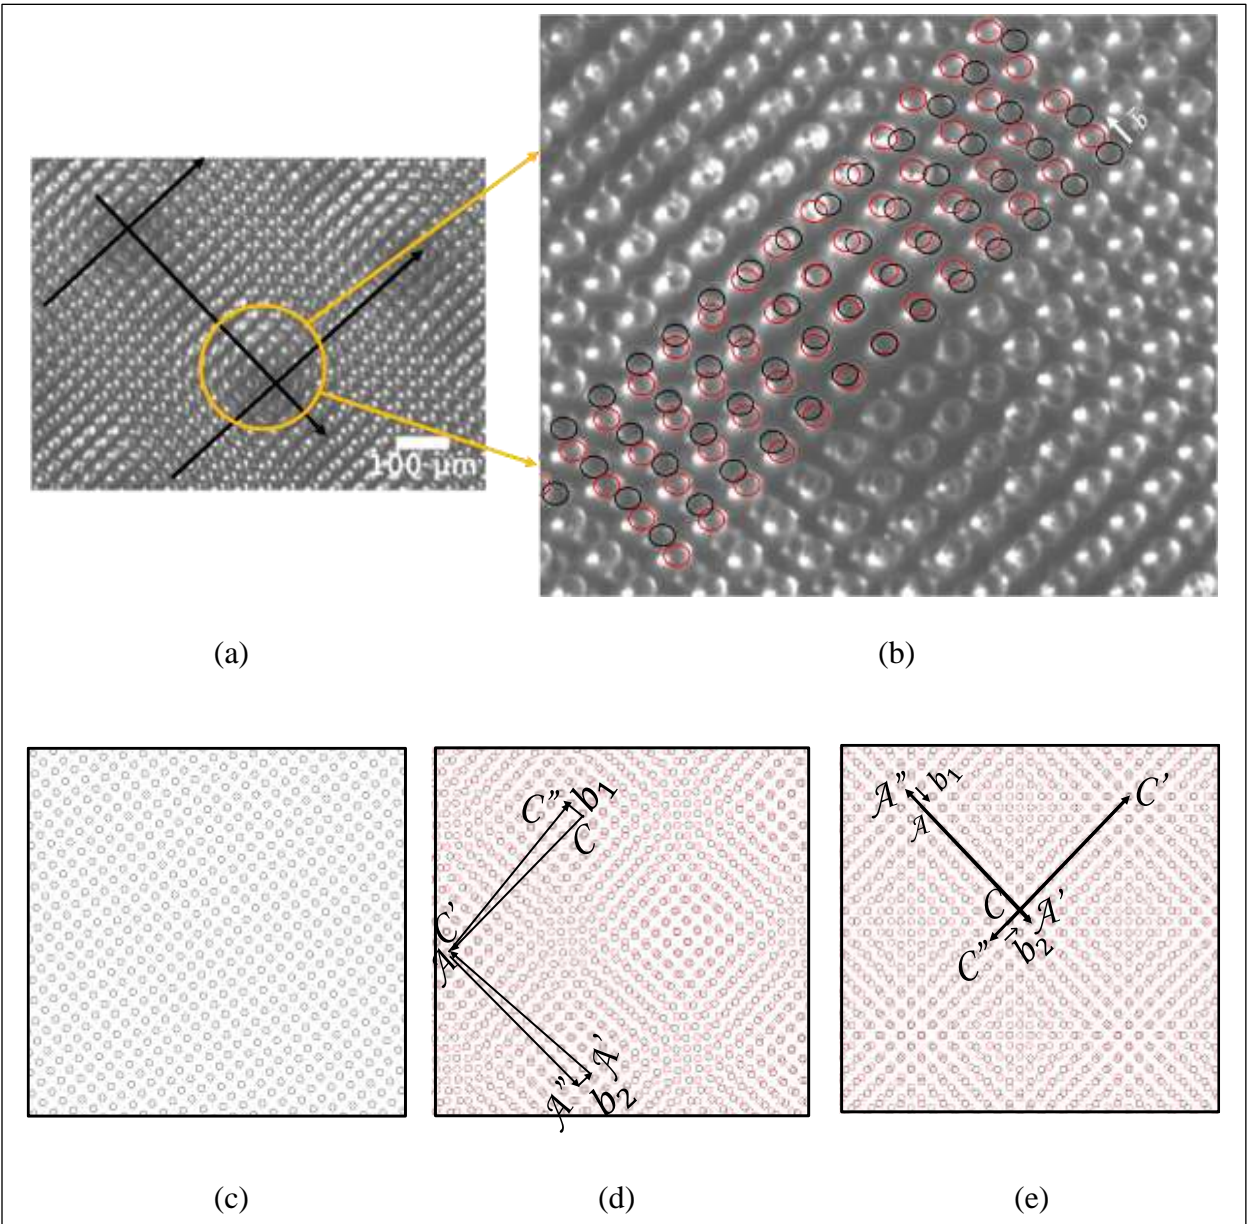 b
100 µm
(a)
(b)
C" b₁
C
C'
A
A'
A" b₂
A" b₁
A
C'
C
A'
C" b₂
(c)
(d)
(e)